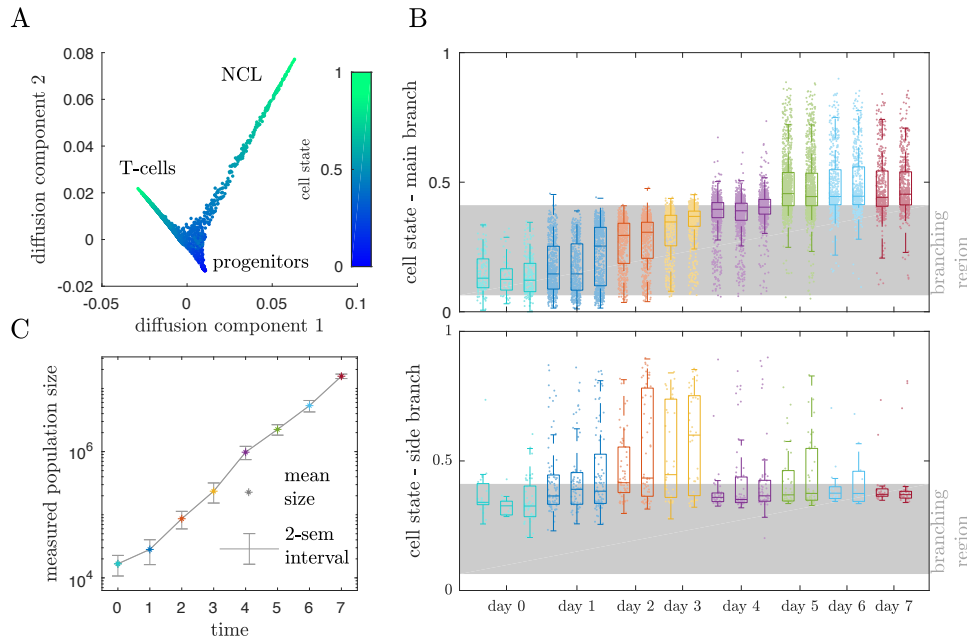 A
0.08
0.06
0.04
0.02
0
-0.02
-0.05
0
0.05
0.1
diffusion component 2
diffusion component 1
NCL
T-cells
progenitors
1
0.5
0
cell state
B
1
0.5
0
cell state - main branch
branching
region
1
0.5
0
cell state - side branch
branching
region
day 0
day 1
day 2
day 3
day 4
day 5
day 6
day 7
C
10⁶
10⁴
measured population size
0
1
2
3
4
5
6
7
time
mean
size
2-sem
interval